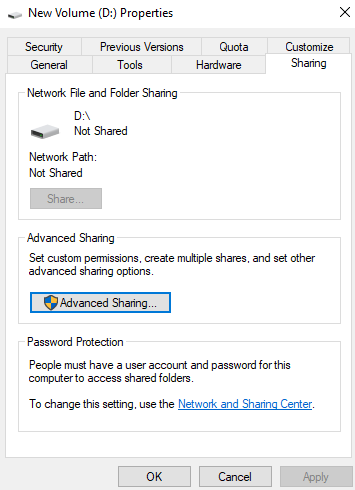 New Volume (D:) Properties
Security
Previous Versions
Quota
Customize
General
Tools
Hardware
Sharing
Network File and Folder Sharing
D:\
Not Shared
Network Path:
Not Shared
Share...
Advanced Sharing
Set custom permissions, create multiple shares, and set other
advanced sharing options.
Advanced Sharing...
Password Protection
People must have a user account and password for this
computer to access shared folders.
To change this setting, use the Network and Sharing Center.
OK
Cancel
Apply